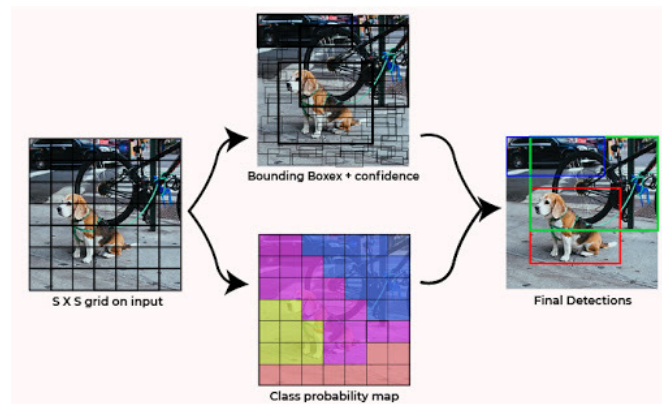 Bounding Boxex + confidence
S X S grid on input
Final Detections
Class probability map